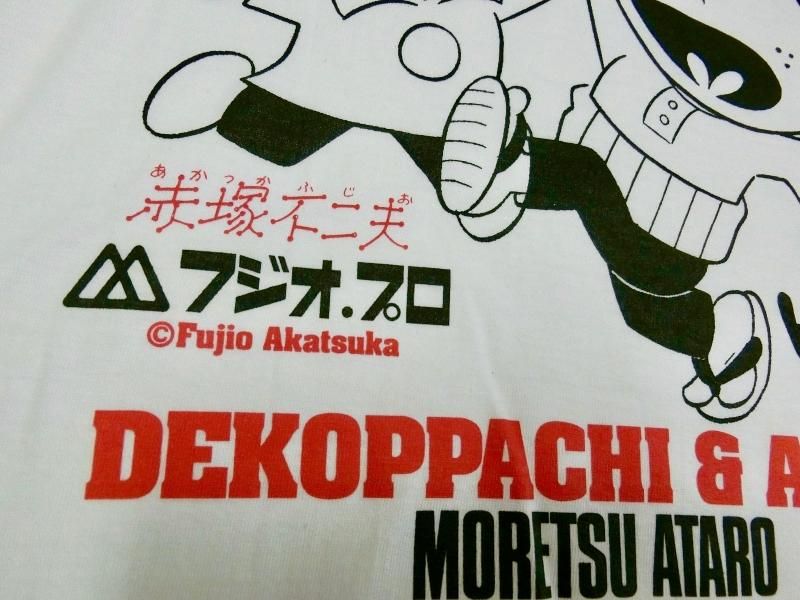 あかつかふじお
赤塚不二夫
フジオ・プロ
©Fujio Akatsuka
DEKOPPACHI & A
MORETSU ATARO